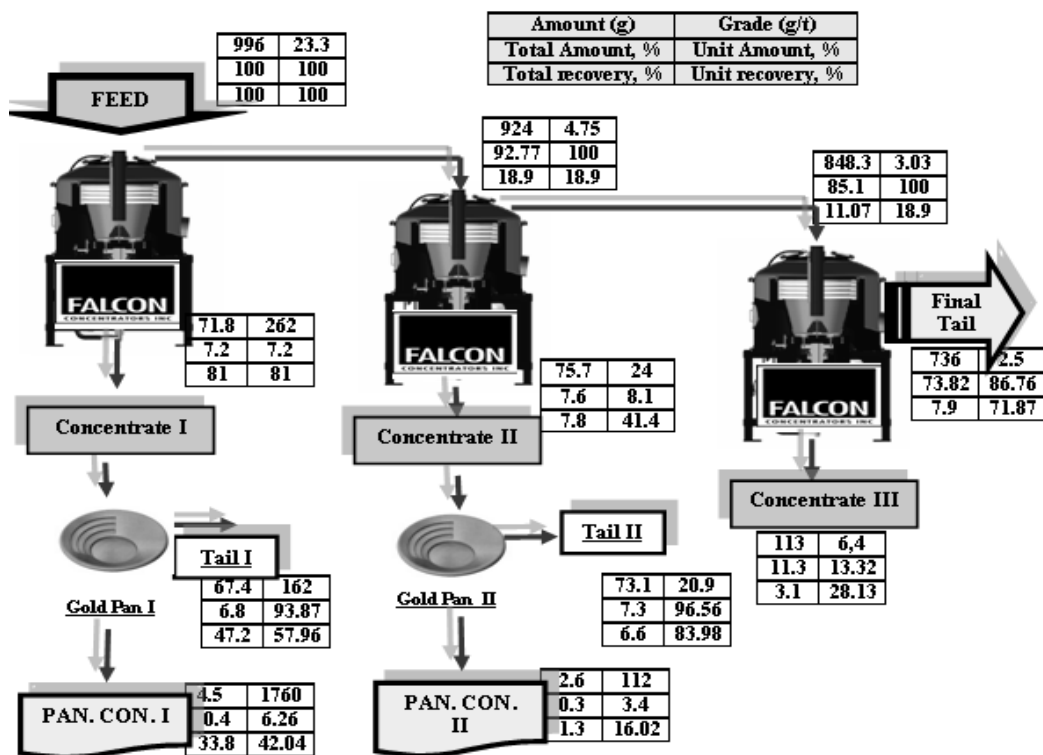 Amount (g) Grade (g/t)
Total Amount, % Unit Amount, %
Total recovery, % Unit recovery, %
996 23.3
100 100
100 100
FEED
924 4.75
92.77 100
18.9 18.9
848.3 3.03
85.1 100
11.07 18.9
FALCON
CONCENTRATORS INC
71.8 262
7.2 7.2
81 81
FALCON
CONCENTRATORS INC
75.7 24
7.6 8.1
7.8 41.4
FALCON
CONCENTRATORS INC
Final
Tail
736 2.5
73.82 86.76
7.9 71.87
Concentrate I
Concentrate II
Concentrate III
113 6,4
11.3 13.32
3.1 28.13
Tail I
67.4 162
6.8 93.87
47.2 57.96
Gold Pan I
Tail II
73.1 20.9
7.3 96.56
6.6 83.98
Gold Pan II
PAN. CON. I
4.5 1760
0.4 6.26
33.8 42.04
PAN. CON.
II
2.6 112
0.3 3.4
1.3 16.02